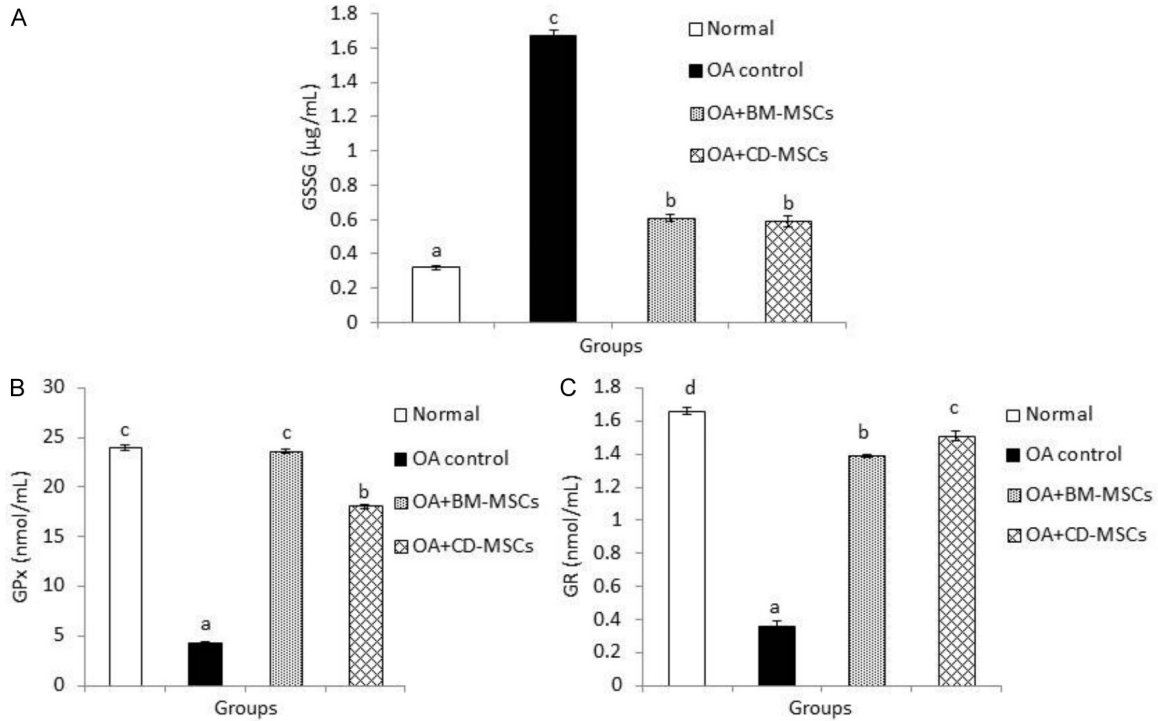 A
GSSG (µg/mL)
1.8
1.6
1.4
1.2
1
0.8
0.6
0.4
0.2
0
a
c
b
b
Groups
Normal
OA control
OA+BM-MSCs
OA+CD-MSCs
B
GPx (nmol/mL)
30
25
20
15
10
5
0
c
a
c
b
Groups
Normal
OA control
OA+BM-MSCs
OA+CD-MSCs
C
GR (nmol/mL)
1.8
1.6
1.4
1.2
1
0.8
0.6
0.4
0.2
0
d
a
b
c
Groups
Normal
OA control
OA+BM-MSCs
OA+CD-MSCs